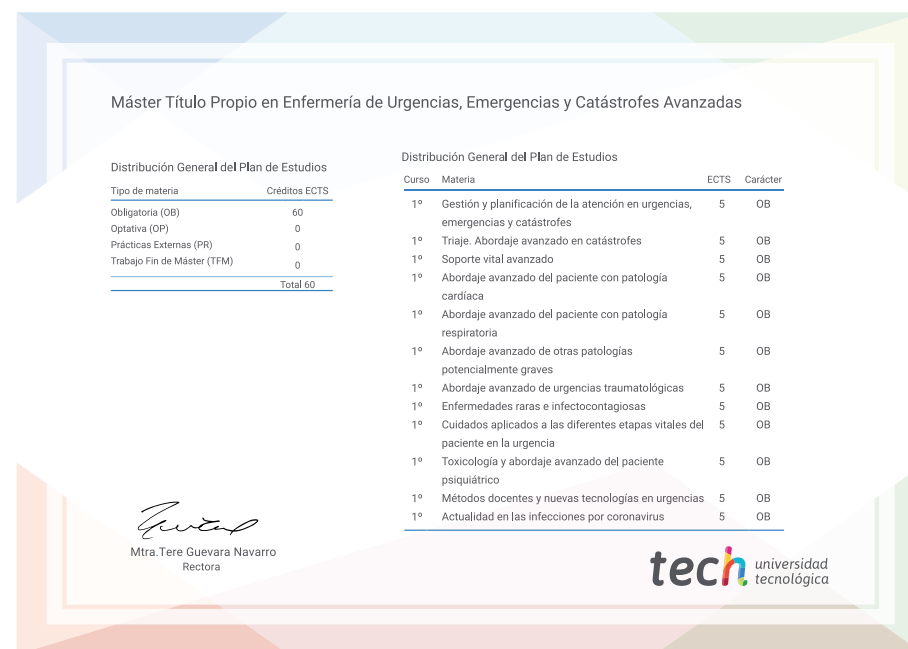 Máster Título Propio en Enfermería de Urgencias, Emergencias y Catástrofes Avanzadas
Distribución General del Plan de Estudios
Tipo de materia Créditos ECTS
Obligatoria (OB) 60
Optativa (OP) 0
Prácticas Externas (PR) 0
Trabajo Fin de Máster (TFM) 0
Total 60
Distribución General del Plan de Estudios
Curso Materia ECTS Carácter
1º Gestión y planificación de la atención en urgencias, 5 OB
emergencias y catástrofes
1º Triaje. Abordaje avanzado en catástrofes 5 OB
1º Soporte vital avanzado 5 OB
1º Abordaje avanzado del paciente con patología 5 OB
cardíaca
1º Abordaje avanzado del paciente con patología 5 OB
respiratoria
1º Abordaje avanzado de otras patologías 5 OB
potencialmente graves
1º Abordaje avanzado de urgencias traumatológicas 5 OB
1º Enfermedades raras e infectocontagiosas 5 OB
1º Cuidados aplicados a las diferentes etapas vitales del 5 OB
paciente en la urgencia
1º Toxicología y abordaje avanzado del paciente 5 OB
psiquiátrico
1º Métodos docentes y nuevas tecnologías en urgencias 5 OB
1º Actualidad en las infecciones por coronavirus 5 OB
Mtra.Tere Guevara Navarro
Rectora
tech universidad
tecnológica